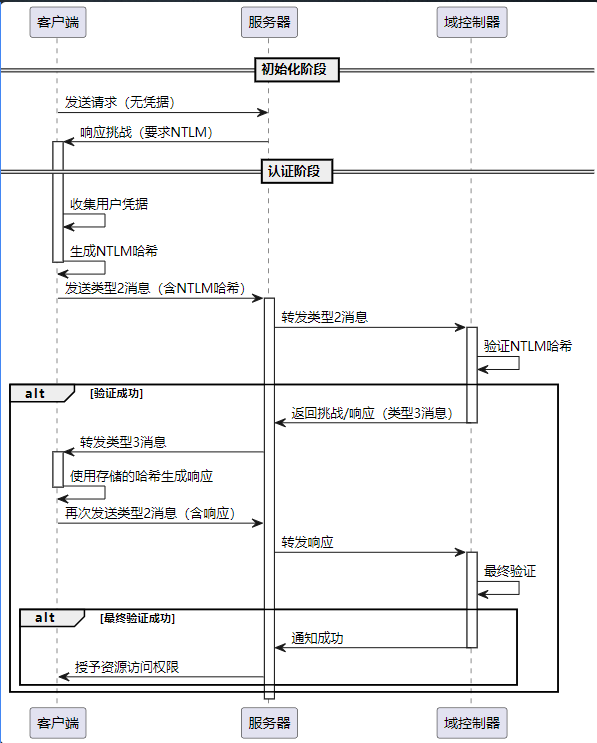 客户端 服务器 域控制器
初始化阶段
发送请求（无凭据）
响应挑战（要求NTLM）
认证阶段
收集用户凭据
生成NTLM哈希
发送类型2消息（含NTLM哈希）
转发类型2消息
验证NTLM哈希
alt [验证成功]
返回挑战/响应（类型3消息）
转发类型3消息
使用存储的哈希生成响应
再次发送类型2消息（含响应）
转发响应
最终验证
alt [最终验证成功]
通知成功
授予资源访问权限
客户端 服务器 域控制器